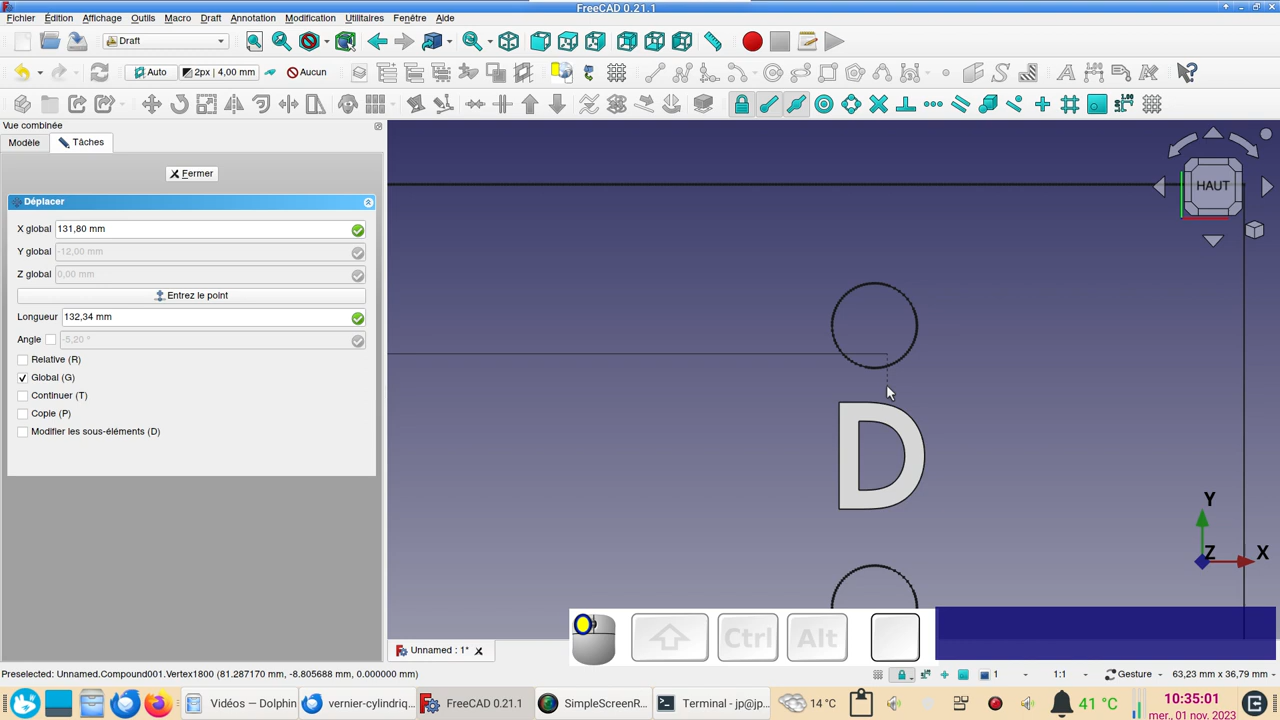 FreeCAD 0.21.1
Fichier Édition Affichage Outils Macro Draft Annotation Modification Utilitaires Fenêtre Aide
Draft
Auto 2px | 4,00 mm Aucun
Vue combinée
Modèle Tâches
Fermer
Déplacer
X global 131,80 mm
Y global -12,00 mm
Z global 0,00 mm
Entrez le point
Longueur 132,34 mm
Angle -5,20 °
Relative (R)
Global (G)
Continuer (T)
Copie (P)
Modifier les sous-éléments (D)
HAUT
D
Y
Z X
Ctrl Alt
Unnamed : 1*
Preselected: Unnamed.Compound001.Vertex1800 (81.287170 mm, -8.805688 mm, 0.000000 mm) 1 1:1 Gesture 63,23 mm x 36,79 mm
Vidéos — Dolphin vernier-cylindriq... FreeCAD 0.21.1 SimpleScreenR... Terminal - jp@jp... 14 °C 41 °C 10:35:01
mer., 01 nov. 2023